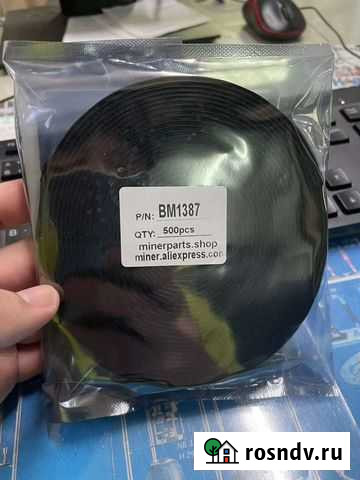 P/N: BM1387
QTY: 500pcs
minerparts.shop
miner.aliexpress.com
rosndv.ru